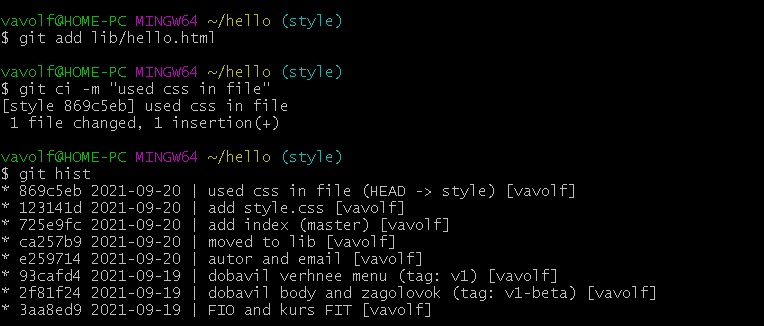 vavolf@HOME-PC MINGW64 ~/hello (style)
$ git add lib/hello.html
vavolf@HOME-PC MINGW64 ~/hello (style)
$ git ci -m "used css in file"
[style 869c5eb] used css in file
 1 file changed, 1 insertion(+)
vavolf@HOME-PC MINGW64 ~/hello (style)
$ git hist
* 869c5eb 2021-09-20 | used css in file (HEAD -> style) [vavolf]
* 123141d 2021-09-20 | add style.css [vavolf]
* 725e9fc 2021-09-20 | add index (master) [vavolf]
* ca257b9 2021-09-20 | moved to lib [vavolf]
* e259714 2021-09-20 | autor and email [vavolf]
* 93cafd4 2021-09-19 | dobavil verhnee menu (tag: v1) [vavolf]
* 2f81f24 2021-09-19 | dobavil body and zagolovok (tag: v1-beta) [vavolf]
* 3aa8ed9 2021-09-19 | FIO and kurs FIT [vavolf]